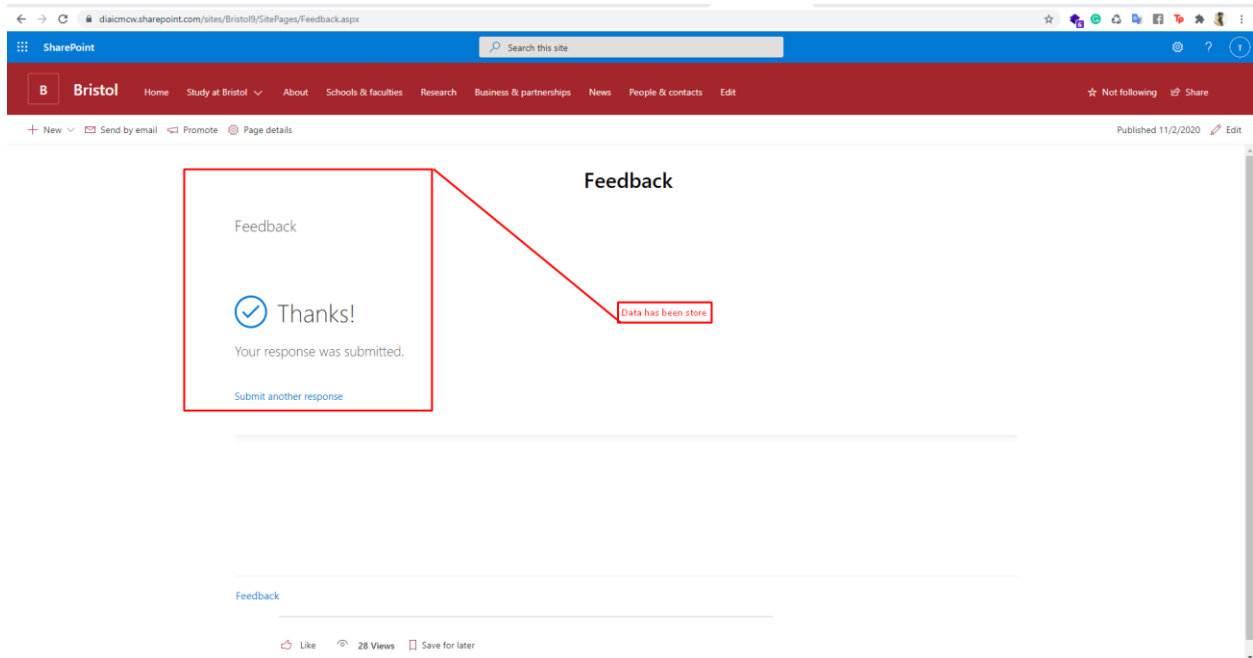 diaicmcw.sharepoint.com/sites/Bristol9/SitePages/Feedback.aspx
SharePoint Search this site ? T
B Bristol Home Study at Bristol About Schools & faculties Research Business & partnerships News People & contacts Edit Not following Share
+ New Send by email Promote Page details Published 11/2/2020 Edit
Feedback
Feedback
Thanks!
Data has been store
Your response was submitted.
Submit another response
Feedback
Like 28 Views Save for later